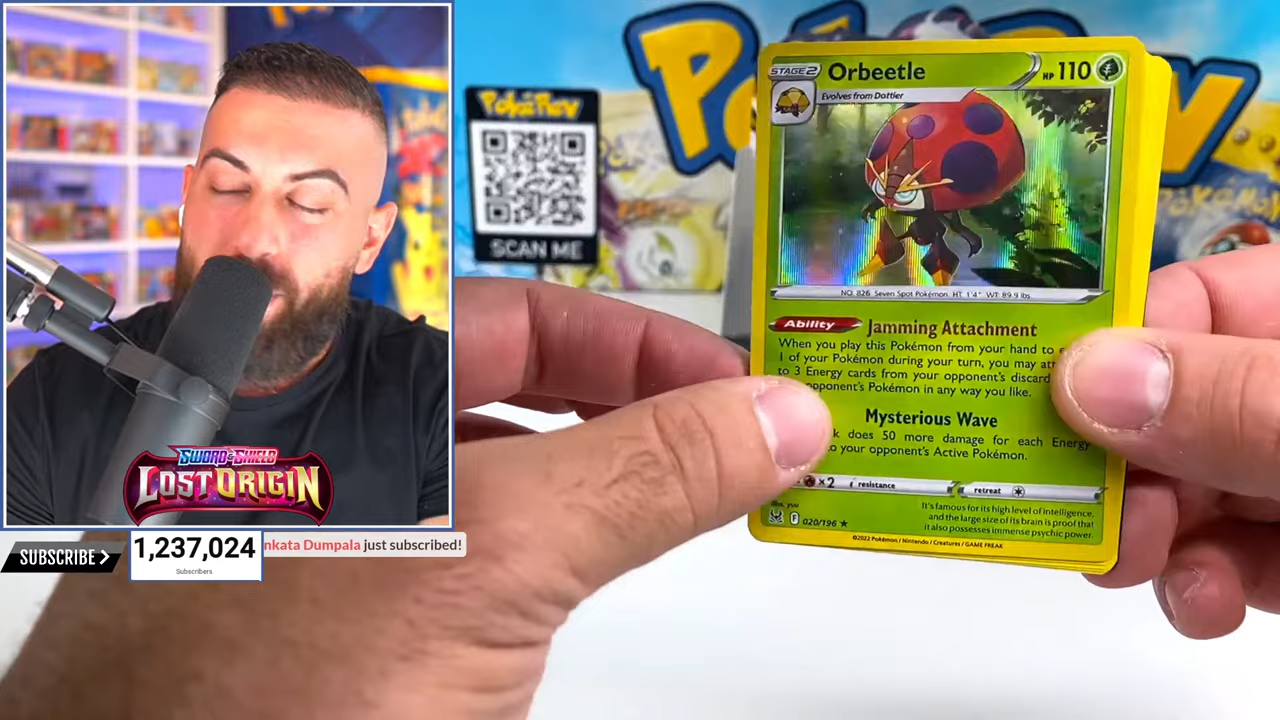 PokéRev
SCAN ME
SWORD & SHIELD
LOST ORIGIN
SUBSCRIBE
1,237,024
Subscribers
nkata Dumpala just subscribed!
STAGE 2 Orbeetle HP 110
Evolves from Dottler
NO. 826 Seven Spot Pokémon HT: 1'4" WT: 89.9 lbs.
Ability Jamming Attachment
When you play this Pokémon from your hand to
1 of your Pokémon during your turn, you may
to 3 Energy cards from your opponent's discard
opponent's Pokémon in any way you like.
Mysterious Wave
does 50 more damage for each Energy
your opponent's Active Pokémon.
×2 resistance retreat
It's famous for its high level of intelligence,
and the large size of its brain is proof that
it also possesses immense psychic power.
F 020/196 ★
©2022 Pokémon / Nintendo / Creatures / GAME FREAK